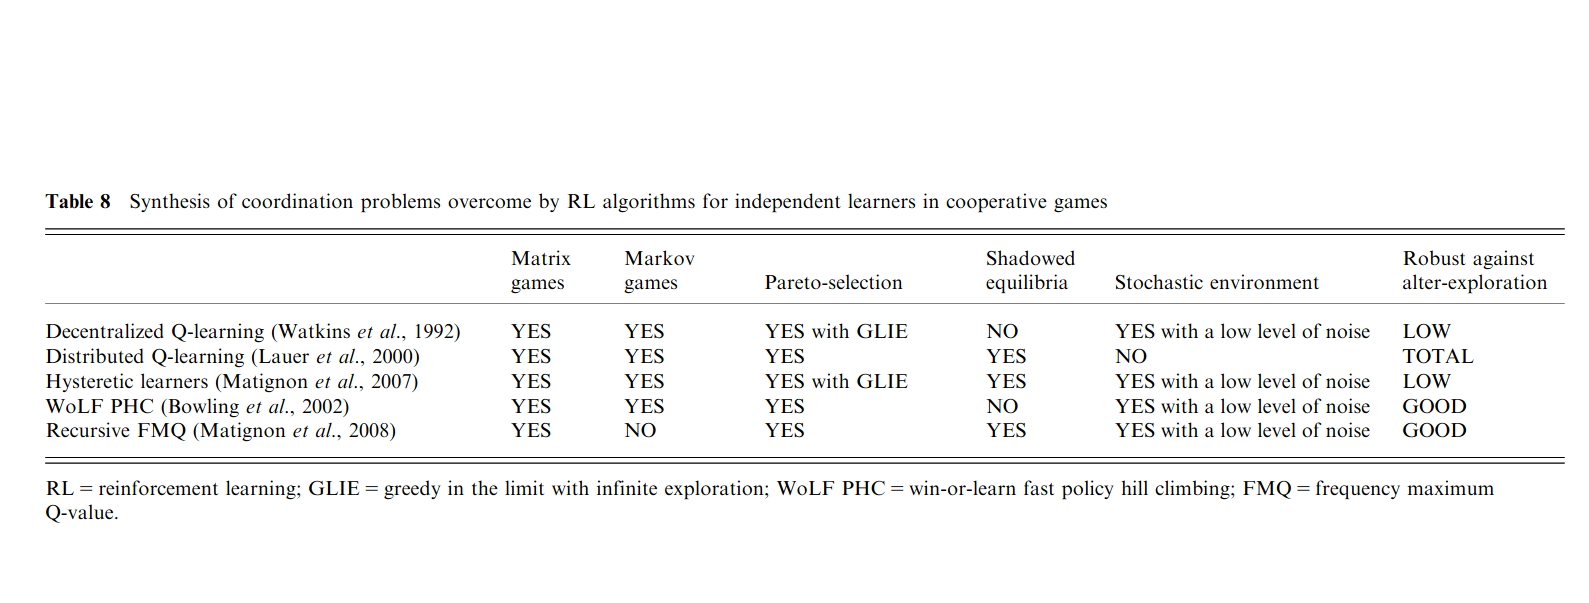 Table 8 Synthesis of coordination problems overcome by RL algorithms for independent learners in cooperative games
Matrix games Markov games Pareto-selection Shadowed equilibria Stochastic environment Robust against alter-exploration
Decentralized Q-learning (Watkins et al., 1992) YES YES YES with GLIE NO YES with a low level of noise LOW
Distributed Q-learning (Lauer et al., 2000) YES YES YES YES NO TOTAL
Hysteretic learners (Matignon et al., 2007) YES YES YES with GLIE YES YES with a low level of noise LOW
WoLF PHC (Bowling et al., 2002) YES YES YES NO YES with a low level of noise GOOD
Recursive FMQ (Matignon et al., 2008) YES NO YES YES YES with a low level of noise GOOD
RL = reinforcement learning; GLIE = greedy in the limit with infinite exploration; WoLF PHC = win-or-learn fast policy hill climbing; FMQ = frequency maximum
Q-value.